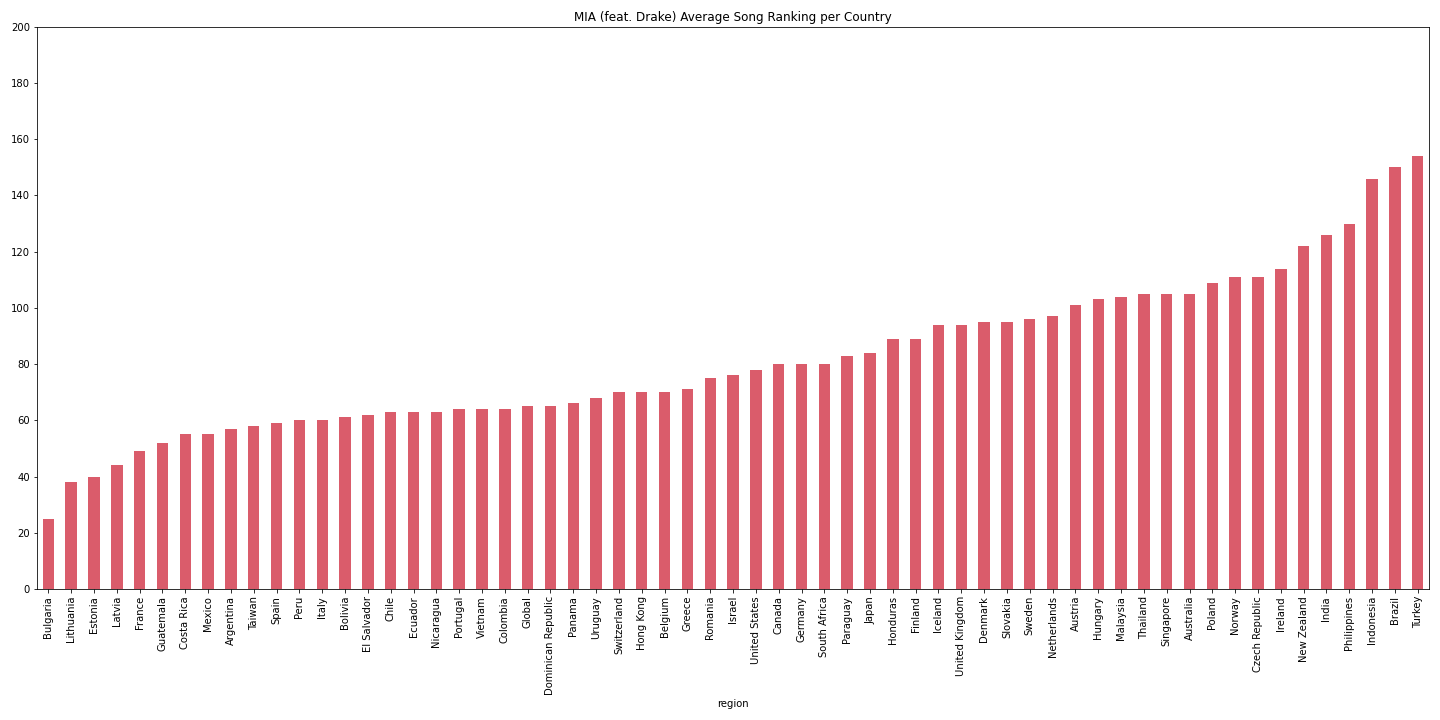 MIA (feat. Drake) Average Song Ranking per Country
200
180
160
140
120
100
80
60
40
20
0
Bulgaria
Lithuania
Estonia
Latvia
France
Guatemala
Costa Rica
Mexico
Argentina
Taiwan
Spain
Peru
Italy
Bolivia
El Salvador
Chile
Ecuador
Nicaragua
Portugal
Vietnam
Colombia
Global
Dominican Republic
Panama
Uruguay
Switzerland
Hong Kong
Belgium
Greece
Romania
Israel
United States
Canada
Germany
South Africa
Paraguay
Japan
Honduras
Finland
Iceland
United Kingdom
Denmark
Slovakia
Sweden
Netherlands
Austria
Hungary
Malaysia
Thailand
Singapore
Australia
Poland
Norway
Czech Republic
Ireland
New Zealand
India
Philippines
Indonesia
Brazil
Turkey
region